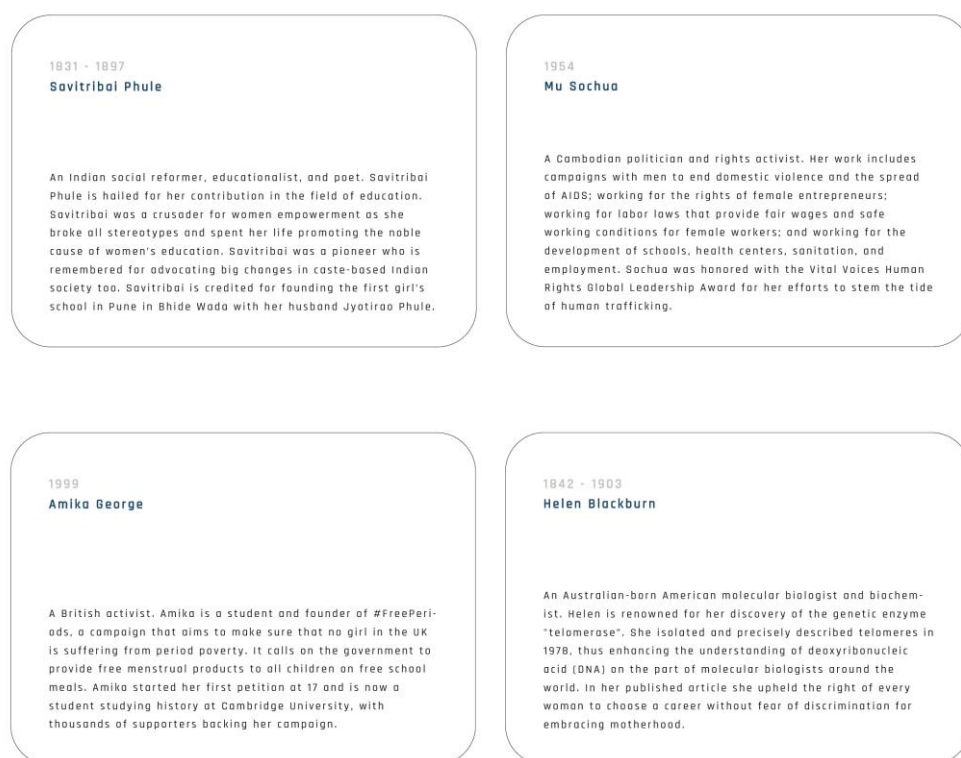 1831 - 1897
Savitribai Phule
An Indian social reformer, educationalist, and poet. Savitribai
Phule is hailed for her contribution in the field of education.
Savitribai was a crusader for women empowerment as she
broke all stereotypes and spent her life promoting the noble
cause of women's education. Savitribai was a pioneer who is
remembered for advocating big changes in caste-based Indian
society too. Savitribai is credited for founding the first girl's
school in Pune in Bhide Wada with her husband Jyotirao Phule.
1954
Mu Sochua
A Cambodian politician and rights activist. Her work includes
campaigns with men to end domestic violence and the spread
of AIDS; working for the rights of female entrepreneurs;
working for labor laws that provide fair wages and safe
working conditions for female workers; and working for the
development of schools, health centers, sanitation, and
employment. Sochua was honored with the Vital Voices Human
Rights Global Leadership Award for her efforts to stem the tide
of human trafficking.
1999
Amika George
A British activist. Amika is a student and founder of #FreePeri-
ods, a campaign that aims to make sure that no girl in the UK
is suffering from period poverty. It calls on the government to
provide free menstrual products to all children on free school
meals. Amika started her first petition at 17 and is now a
student studying history at Cambridge University, with
thousands of supporters backing her campaign.
1842 - 1903
Helen Blackburn
An Australian-born American molecular biologist and biochem-
ist. Helen is renowned for her discovery of the genetic enzyme
"telomerase". She isolated and precisely described telomeres in
1978, thus enhancing the understanding of deoxyribonucleic
acid (DNA) on the part of molecular biologists around the
world. In her published article she upheld the right of every
woman to choose a career without fear of discrimination for
embracing motherhood.